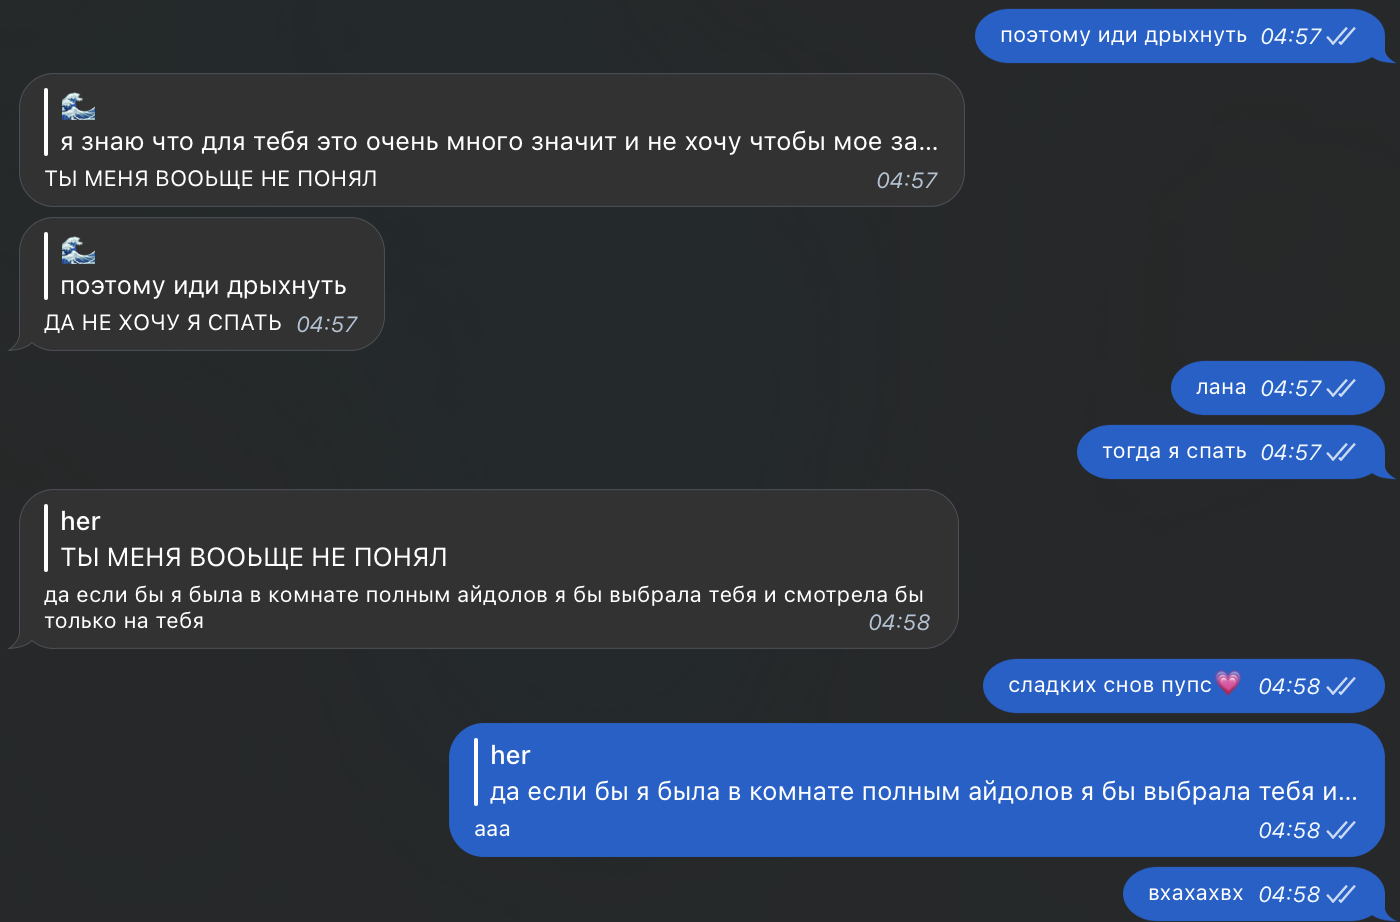 поэтому иди дрыхнуть 04:57
🌊
я знаю что для тебя это очень много значит и не хочу чтобы мое за...
ТЫ МЕНЯ ВООЬЩЕ НЕ ПОНЯЛ 04:57
🌊
поэтому иди дрыхнуть
ДА НЕ ХОЧУ Я СПАТЬ 04:57
лана 04:57
тогда я спать 04:57
her
ТЫ МЕНЯ ВООЬЩЕ НЕ ПОНЯЛ
да если бы я была в комнате полным айдолов я бы выбрала тебя и смотрела бы
только на тебя 04:58
сладких снов пупс💗 04:58
her
да если бы я была в комнате полным айдолов я бы выбрала тебя и...
ааа 04:58
вхахахвх 04:58